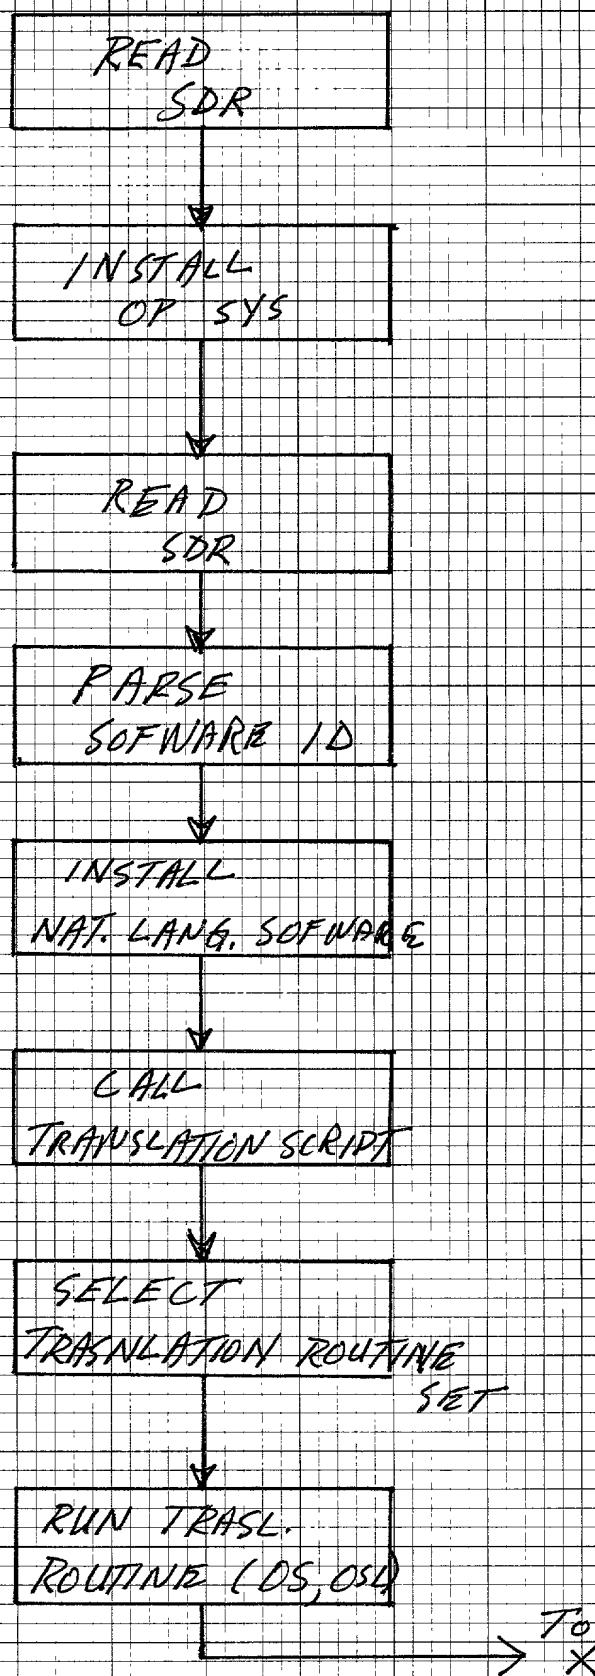 READ
SDR
INSTALL
OP SYS
READ
SDR
PARSE
SOFWARE ID
INSTALL
NAT. LANG. SOFWARE
CALL
TRANSLATION SCRIPT
SELECT
TRASNLATION ROUTINE
SET
RUN TRASL.
ROUTINE (OS, OSL)
TO
X